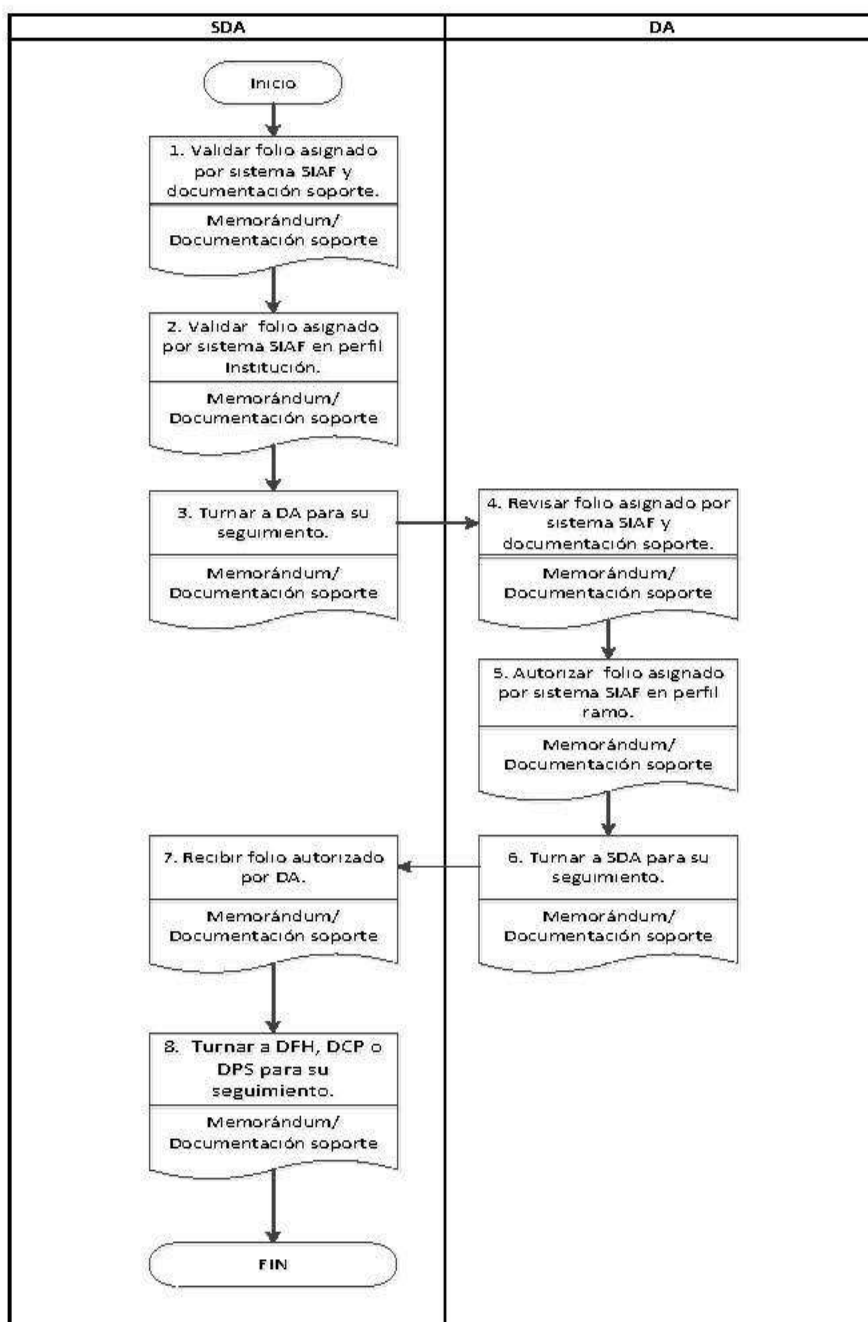 SDA
DA
Inicio
1. Validar folio asignado
por sistema SIAF y
documentación soporte.
Memorándum/
Documentación soporte
2. Validar folio asignado
por sistema SIAF en perfil
Institución.
Memorándum/
Documentación soporte
3. Turnar a DA para su
seguimiento.
Memorándum/
Documentación soporte
4. Revisar folio asignado por
sistema SIAF y
documentación soporte.
Memorándum/
Documentación soporte
5. Autorizar folio asignado
por sistema SIAF en perfil
ramo.
Memorándum/
Documentación soporte
6. Turnar a SDA para su
seguimiento.
Memorándum/
Documentación soporte
7. Recibir folio autorizado
por DA.
Memorándum/
Documentación soporte
8. Turnar a DFH, DCP o
DPS para su
seguimiento.
Memorándum/
Documentación soporte
FIN